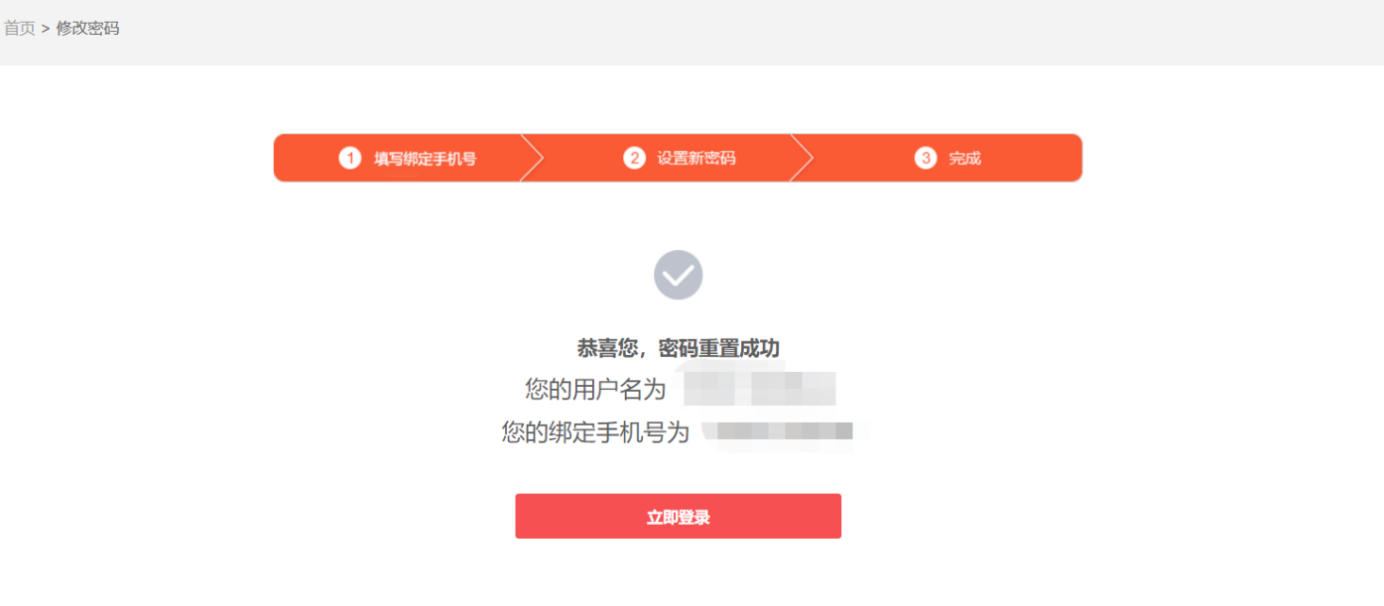 首页 > 修改密码
1 填写绑定手机号 2 设置新密码 3 完成
恭喜您，密码重置成功
您的用户名为
您的绑定手机号为
立即登录